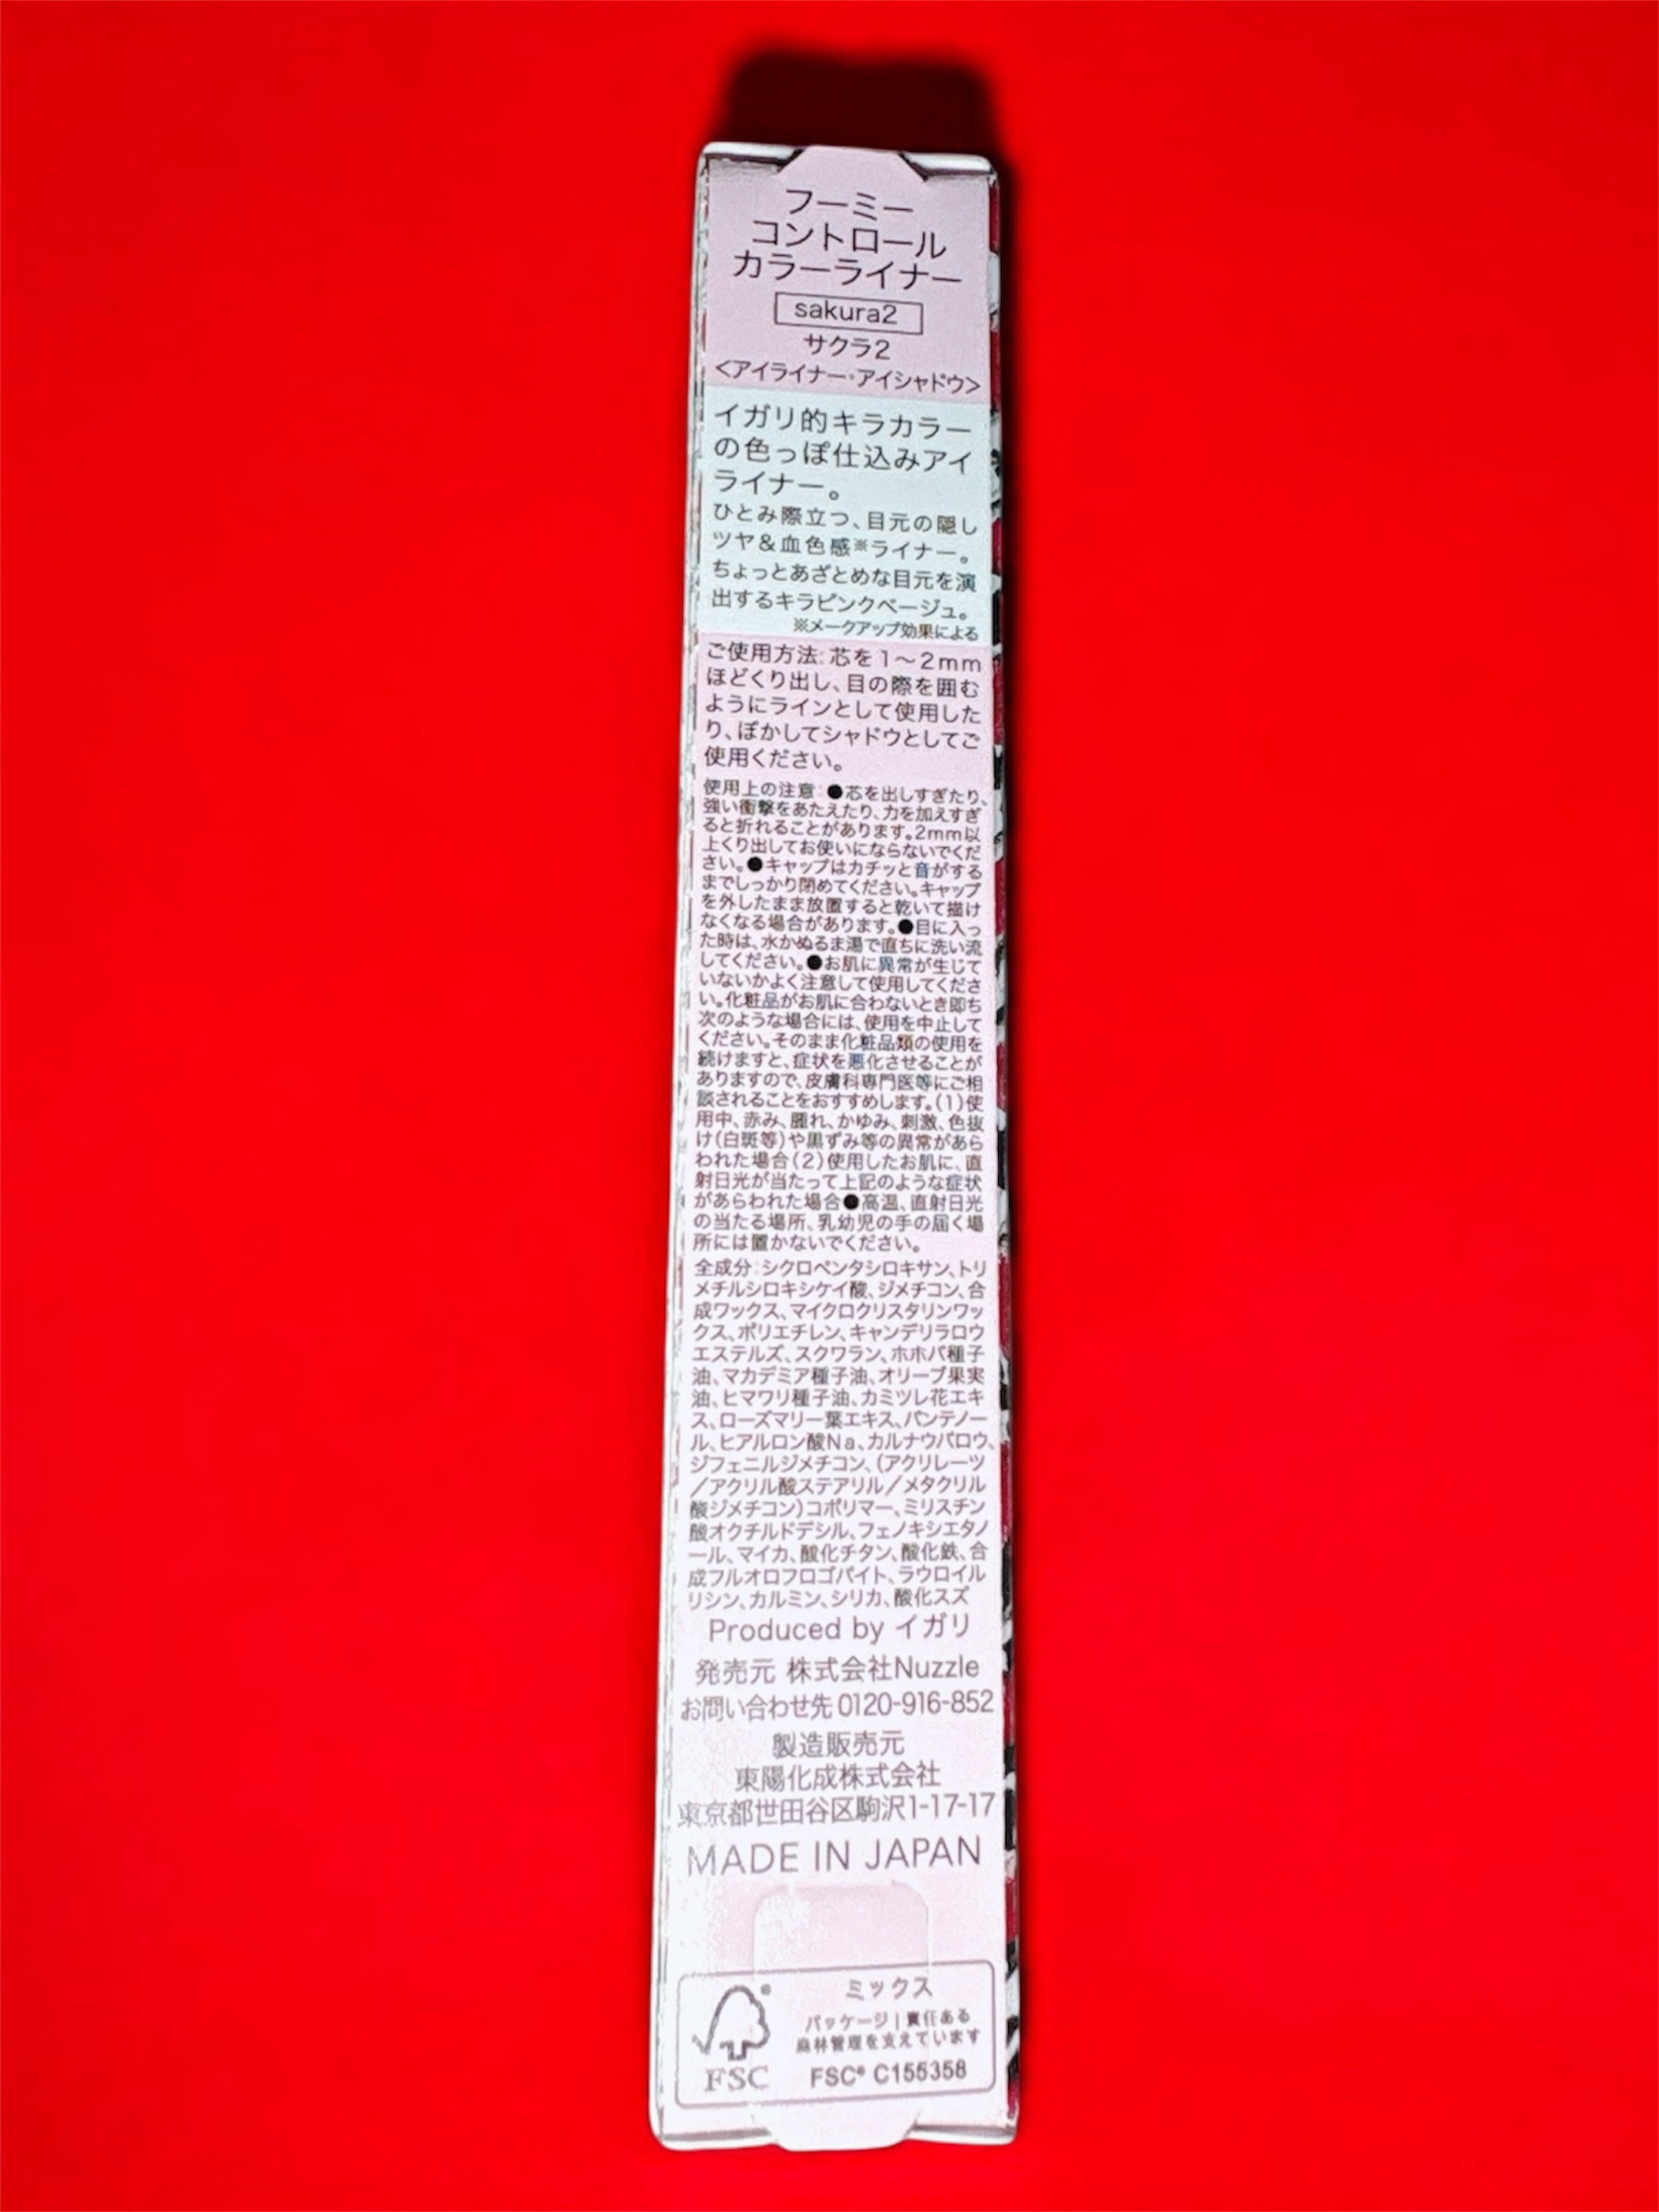 フーミー
コントロール
カラーライナー
sakura2
サクラ2
<アイライナー・アイシャドウ>
イガリ的キラカラー
の色っぽ仕込みアイ
ライナー。
ひとみ際立つ、目元の隠し
ツヤ&血色感※ライナー。
ちょっとあざとめな目元を演
出するキラピンクベージュ。
※メークアップ効果による
ご使用方法:芯を1〜2mm
ほどくり出し、目の際を囲む
ようにラインとして使用した
り、ぼかしてシャドウとしてご
使用ください。
使用上の注意:●芯を出しすぎたり、
強い衝撃をあたえたり、力を加えすぎ
ると折れることがあります。2mm以
上くり出してお使いにならないでくだ
さい。●キャップはカチッと音がする
までしっかり閉めてください。キャップ
を外したまま放置すると乾いて描け
なくなる場合があります。●目に入っ
た時は、水かぬるま湯で直ちに洗い流
してください。●お肌に異常が生じて
いないかよく注意して使用してくださ
い。化粧品がお肌に合わないとき即ち
次のような場合には、使用を中止して
ください。そのまま化粧品類の使用を
続けますと、症状を悪化させることが
ありますので、皮膚科専門医等にご相
談されることをおすすめします。(1)使
用中、赤み、腫れ、かゆみ、刺激、色抜
け(白斑等)や黒ずみ等の異常があら
われた場合(2)使用したお肌に、直
射日光が当たって上記のような症状
があらわれた場合●高温、直射日光
の当たる場所、乳幼児の手の届く場
所には置かないでください。
全成分:シクロペンタシロキサン、トリ
メチルシロキシケイ酸、ジメチコン、合
成ワックス、マイクロクリスタリンワッ
クス、ポリエチレン、キャンデリラロウ
エステルズ、スクワラン、ホホバ種子
油、マカデミア種子油、オリーブ果実
油、ヒマワリ種子油、カミツレ花エキ
ス、ローズマリー葉エキス、パンテノー
ル、ヒアルロン酸Na、カルナウバロウ、
ジフェニルジメチコン、(アクリレーツ
/アクリル酸ステアリル/メタクリル
酸ジメチコン)コポリマー、ミリスチン
酸オクチルドデシル、フェノキシエタノ
ール、マイカ、酸化チタン、酸化鉄、合
成フルオロフロゴパイト、ラウロイル
リシン、カルミン、シリカ、酸化スズ
Produced by イガリ
発売元 株式会社Nuzzle
お問い合わせ先 0120-916-852
製造販売元
東陽化成株式会社
東京都世田谷区駒沢1-17-17
MADE IN JAPAN
ミックス
パッケージ | 責任ある
森林管理を支えています
FSC® C155358
FSC